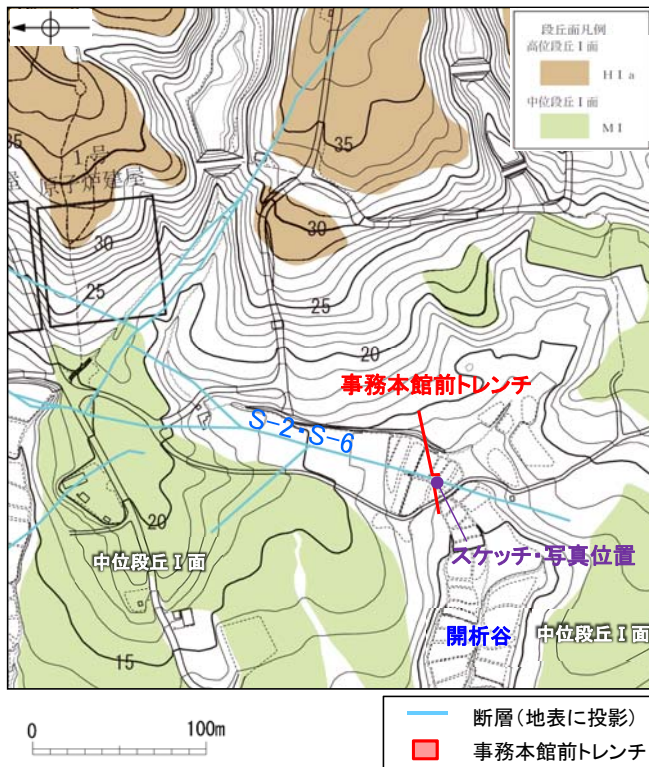 段丘面凡例
高位段丘Ⅰ面
HⅠa
中位段丘Ⅰ面
MⅠ
35
35
1号
原子炉建屋
屋
30
30
25
25
20
事務本館前トレンチ
S-2・S-6
20
中位段丘Ⅰ面
スケッチ・写真位置
開析谷
中位段丘Ⅰ面
15
0 100m
断層(地表に投影)
事務本館前トレンチ